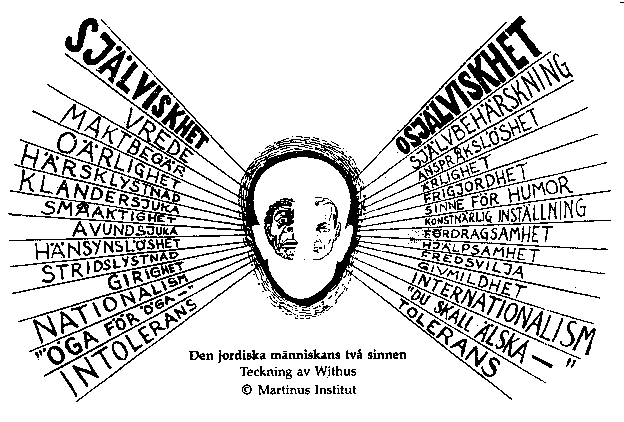 SJÄLVISKHET
VREDE
MAKTBEGÄR
OÄRLIGHET
HÄRSKLYSTNAD
KLANDERSJUKA
SMÅAKTIGHET
AVUNDSJUKA
HÄNSYNSLÖSHET
STRIDSLYSTNAD
GIRIGHET
NATIONALISM
"ÖGA FÖR ÖGA—"
INTOLERANS
OSJÄLVISKHET
SJÄLVBEHÄRSKNING
ANSPRÅKSLÖSHET
ÄRLIGHET
FRIGJORDHET
SINNE FÖR HUMOR
KONSTNÄRLIG INSTÄLLNING
FÖRDRAGSAMHET
HJÄLPSAMHET
FREDSVILJA
GIVMILDHET
INTERNATIONALISM
"DU SKALL ÄLSKA—"
TOLERANS
Den jordiska människans två sinnen
Teckning av Withus
© Martinus Institut